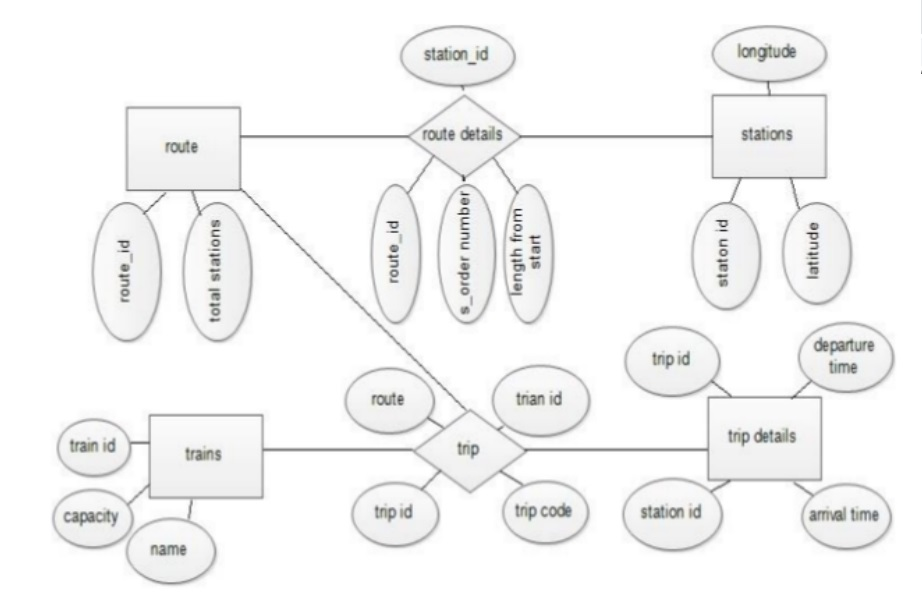 station_id
longitude
route
route details
stations
route_id
total stations
route_id
s_order number
length from
start
staton id
latitude
trip id
departure
time
route
trian id
train id
trains
trip
trip details
capacity
name
trip id
trip code
station id
arrival time